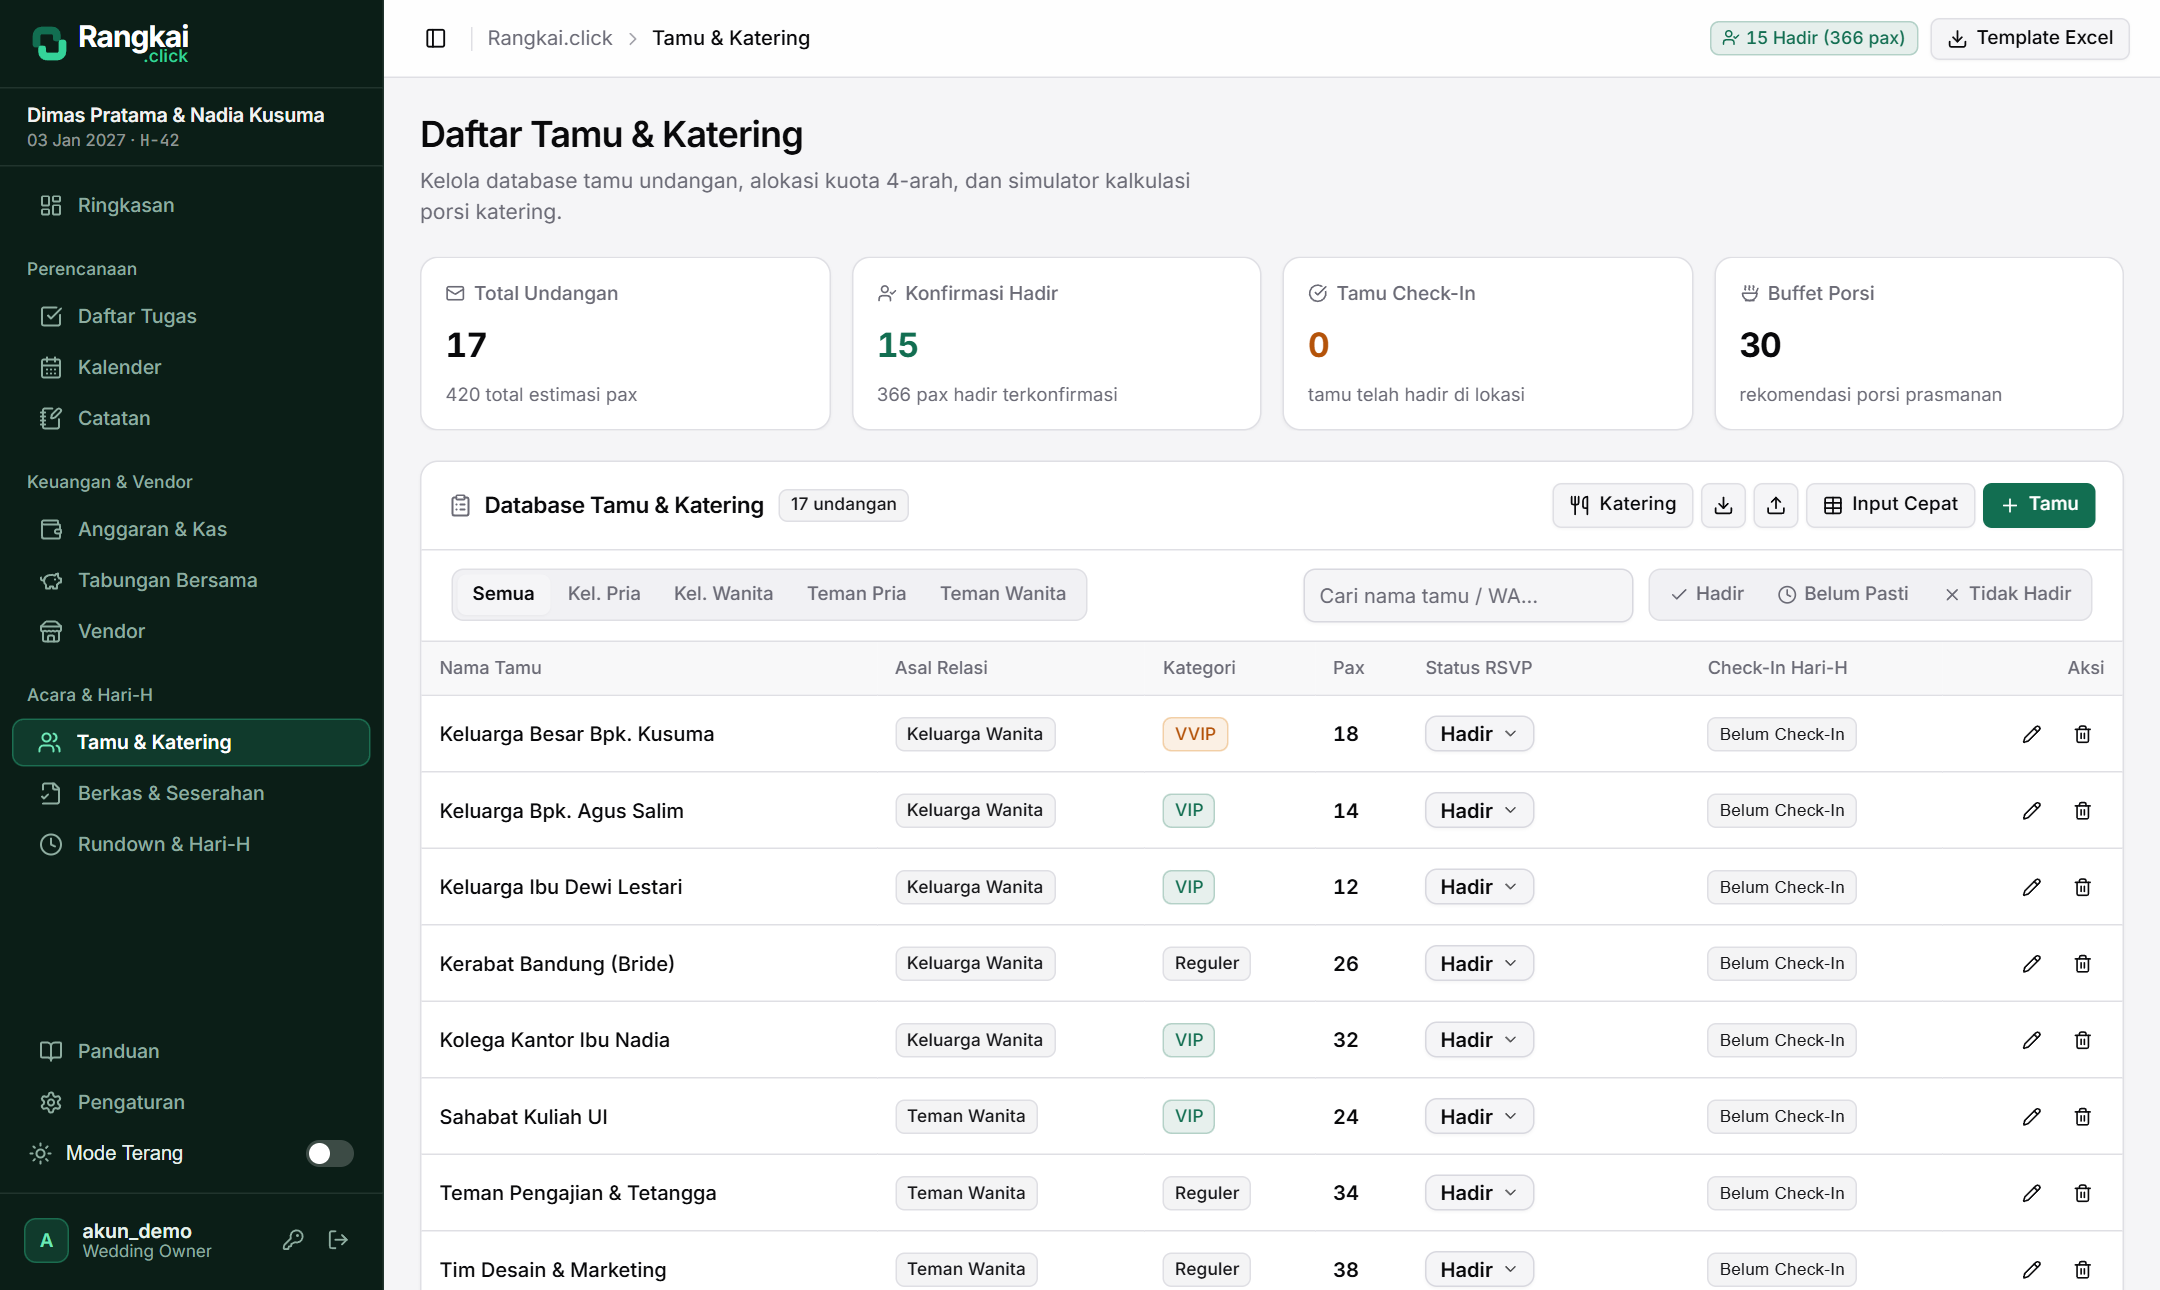 Rangkai
.click
Dimas Pratama & Nadia Kusuma
03 Jan 2027 · H-42
Ringkasan
Perencanaan
Daftar Tugas
Kalender
Catatan
Keuangan & Vendor
Anggaran & Kas
Tabungan Bersama
Vendor
Acara & Hari-H
Tamu & Katering
Berkas & Seserahan
Rundown & Hari-H
Panduan
Pengaturan
Mode Terang
A
akun_demo
Wedding Owner
Rangkai.click > Tamu & Katering
15 Hadir (366 pax)
Template Excel
Daftar Tamu & Katering
Kelola database tamu undangan, alokasi kuota 4-arah, dan simulator kalkulasi
porsi katering.
Total Undangan
17
420 total estimasi pax
Konfirmasi Hadir
15
366 pax hadir terkonfirmasi
Tamu Check-In
0
tamu telah hadir di lokasi
Buffet Porsi
30
rekomendasi porsi prasmanan
Database Tamu & Katering 17 undangan
Katering Input Cepat + Tamu
Semua Kel. Pria Kel. Wanita Teman Pria Teman Wanita
Cari nama tamu / WA...
Hadir Belum Pasti Tidak Hadir
Nama Tamu Asal Relasi Kategori Pax Status RSVP Check-In Hari-H Aksi
Keluarga Besar Bpk. Kusuma Keluarga Wanita VVIP 18 Hadir Belum Check-In
Keluarga Bpk. Agus Salim Keluarga Wanita VIP 14 Hadir Belum Check-In
Keluarga Ibu Dewi Lestari Keluarga Wanita VIP 12 Hadir Belum Check-In
Kerabat Bandung (Bride) Keluarga Wanita Reguler 26 Hadir Belum Check-In
Kolega Kantor Ibu Nadia Keluarga Wanita VIP 32 Hadir Belum Check-In
Sahabat Kuliah UI Teman Wanita VIP 24 Hadir Belum Check-In
Teman Pengajian & Tetangga Teman Wanita Reguler 34 Hadir Belum Check-In
Tim Desain & Marketing Teman Wanita Reguler 38 Hadir Belum Check-In